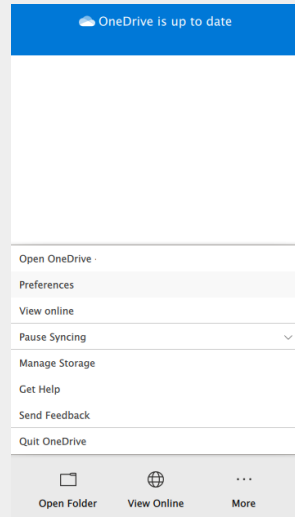 OneDrive is up to date
Open OneDrive -
Preferences
View online
Pause Syncing
Manage Storage
Get Help
Send Feedback
Quit OneDrive
Open Folder View Online More